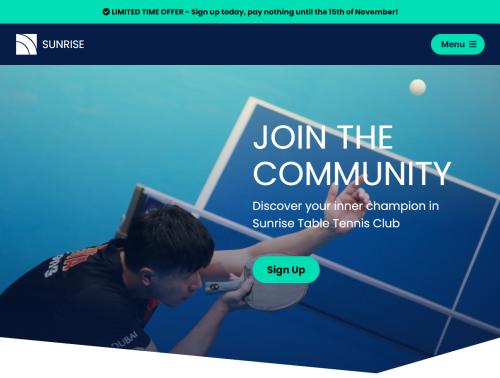 LIMITED TIME OFFER - Sign up today, pay nothing until the 15th of November!
SUNRISE
Menu
JOIN THE
COMMUNITY
Discover your inner champion in
Sunrise Table Tennis Club
Sign Up
DUBAI